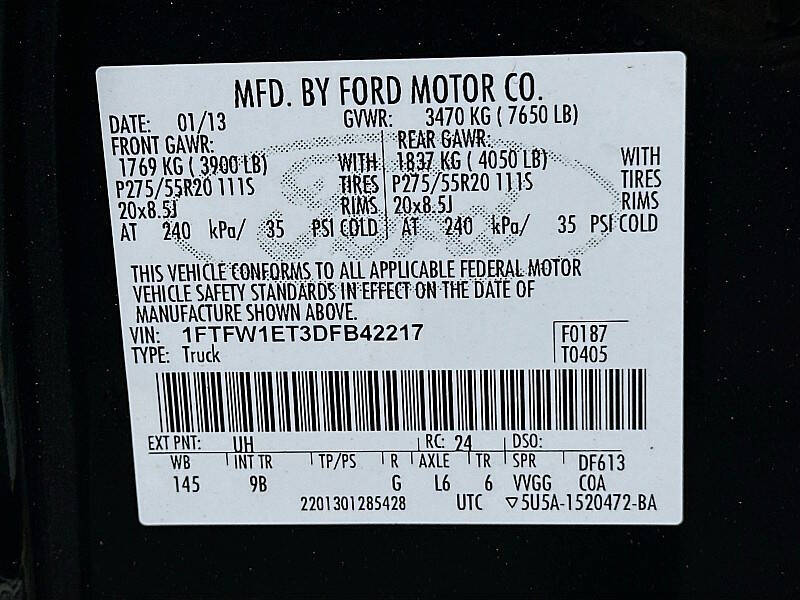 MFD. BY FORD MOTOR CO.
DATE: 01/13 GVWR: 3470 KG ( 7650 LB)
FRONT GAWR: REAR GAWR:
1769 KG ( 3900 LB) WITH 1837 KG ( 4050 LB) WITH
P275/55R20 111S TIRES P275/55R20 111S TIRES
20x8.5J RIMS 20x8.5J RIMS
AT 240 kPa/ 35 PSI COLD AT 240 kPa/ 35 PSI COLD
THIS VEHICLE CONFORMS TO ALL APPLICABLE FEDERAL MOTOR
VEHICLE SAFETY STANDARDS IN EFFECT ON THE DATE OF
MANUFACTURE SHOWN ABOVE.
VIN: 1FTFW1ET3DFB42217 F0187
TYPE: Truck T0405
EXT PNT: UH RC: 24 DSO:
WB INT TR TP/PS R AXLE TR SPR DF613
145 9B G L6 6 VVGG COA
2201301285428 UTC ▽5U5A-1520472-BA